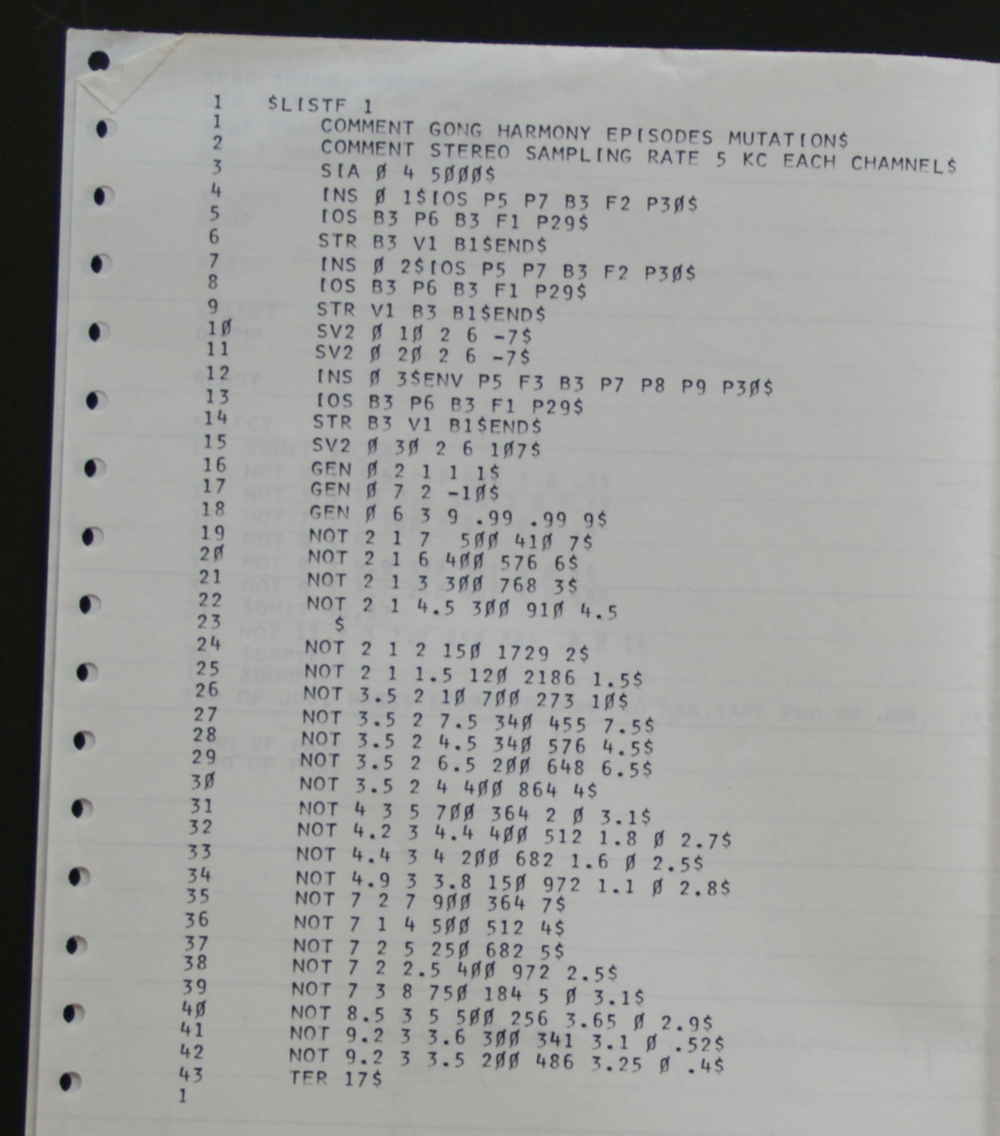 1 $LISTF 1
1 COMMENT GONG HARMONY EPISODES MUTATION$
2 COMMENT STEREO SAMPLING RATE 5 KC EACH CHANNEL$
3 SIA Ø 4 5ØØØ$
4 INS Ø 1$IOS P5 P7 B3 F2 P3Ø$
5 IOS B3 P6 B3 F1 P29$
6 STR B3 V1 B1$END$
7 INS Ø 2$IOS P5 P7 B3 F2 P3Ø$
8 IOS B3 P6 B3 F1 P29$
9 STR V1 B3 B1$END$
1Ø SV2 Ø 1Ø 2 6 -7$
11 SV2 Ø 2Ø 2 6 -7$
12 INS Ø 3$ENV P5 F3 B3 P7 P8 P9 P3Ø$
13 IOS B3 P6 B3 F1 P29$
14 STR B3 V1 B1$END$
15 SV2 Ø 3Ø 2 6 1Ø7$
16 GEN Ø 2 1 1 1$
17 GEN Ø 7 2 -1Ø$
18 GEN Ø 6 3 9 .99 .99 9$
19 NOT 2 1 7 5ØØ 41Ø 7$
2Ø NOT 2 1 6 4ØØ 576 6$
21 NOT 2 1 3 3ØØ 768 3$
22 NOT 2 1 4.5 3ØØ 91Ø 4.5
23 $
24 NOT 2 1 2 15Ø 1729 2$
25 NOT 2 1 1.5 12Ø 2186 1.5$
26 NOT 3.5 2 1Ø 7ØØ 273 1Ø$
27 NOT 3.5 2 7.5 34Ø 455 7.5$
28 NOT 3.5 2 4.5 34Ø 576 4.5$
29 NOT 3.5 2 6.5 2ØØ 648 6.5$
3Ø NOT 3.5 2 4 4ØØ 864 4$
31 NOT 4 3 5 7ØØ 364 2 Ø 3.1$
32 NOT 4.2 3 4.4 4ØØ 512 1.8 Ø 2.7$
33 NOT 4.4 3 4 2ØØ 682 1.6 Ø 2.5$
34 NOT 4.9 3 3.8 15Ø 972 1.1 Ø 2.8$
35 NOT 7 2 7 9ØØ 364 7$
36 NOT 7 1 4 5ØØ 512 4$
37 NOT 7 2 5 25Ø 682 5$
38 NOT 7 2 2.5 4ØØ 972 2.5$
39 NOT 7 3 8 75Ø 184 5 Ø 3.1$
4Ø NOT 8.5 3 5 5ØØ 256 3.65 Ø 2.9$
41 NOT 9.2 3 3.6 3ØØ 341 3.1 Ø .52$
42 NOT 9.2 3 3.5 2ØØ 486 3.25 Ø .4$
43 TER 17$
1